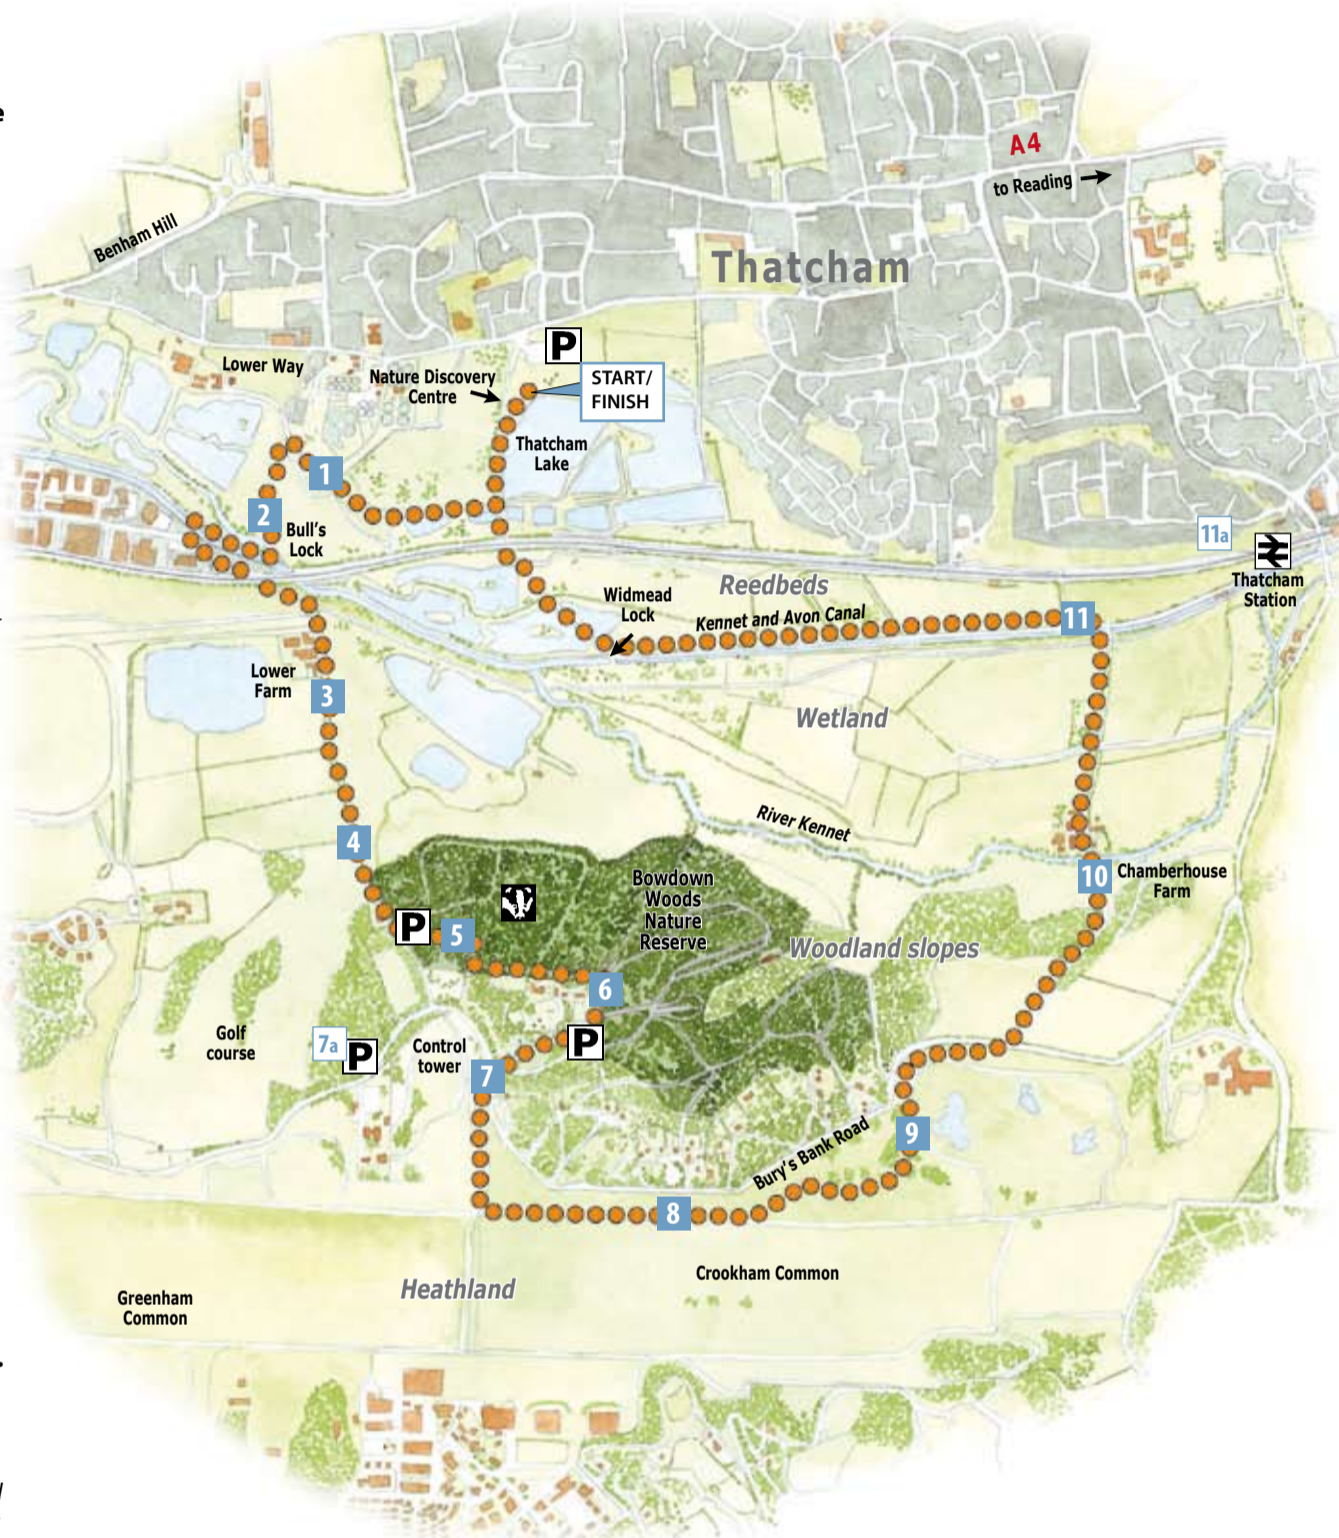 e
A4
to Reading
Benham Hill
Thatcham
P
Lower Way
Nature Discovery
Centre
START/
FINISH
Thatcham
Lake
1
2
Bull's
Lock
11a
Thatcham
Station
Reedbeds
Widmead
Lock
Kennet and Avon Canal
11
Lower
Farm
3
Wetland
River Kennet
4
Bowdown
Woods
Nature
Reserve
10
Chamberhouse
Farm
P
5
Woodland slopes
6
Golf
course
7a
P
Control
tower
P
7
9
Bury's Bank Road
8
Crookham Common
Heathland
Greenham
Common